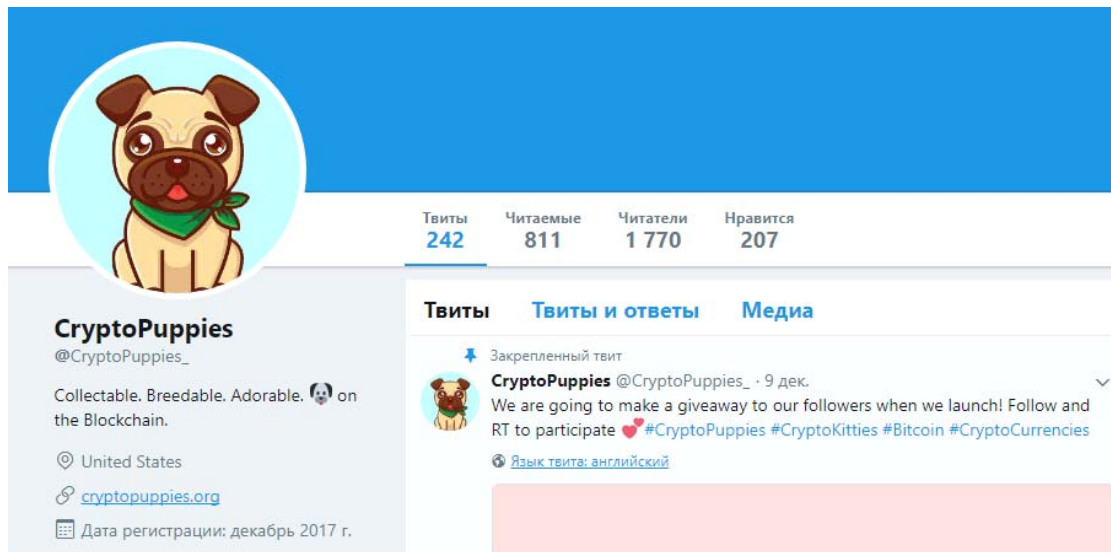 Твиты Читаемые Читатели Нравится
242 811 1 770 207
CryptoPuppies
@CryptoPuppies_
Collectable. Breedable. Adorable. 🐶 on
the Blockchain.
United States
cryptopuppies.org
Дата регистрации: декабрь 2017 г.
Твиты Твиты и ответы Медиа
Закрепленный твит
CryptoPuppies @CryptoPuppies_ · 9 дек.
We are going to make a giveaway to our followers when we launch! Follow and
RT to participate 💕#CryptoPuppies #CryptoKitties #Bitcoin #CryptoCurrencies
Язык твита: английский